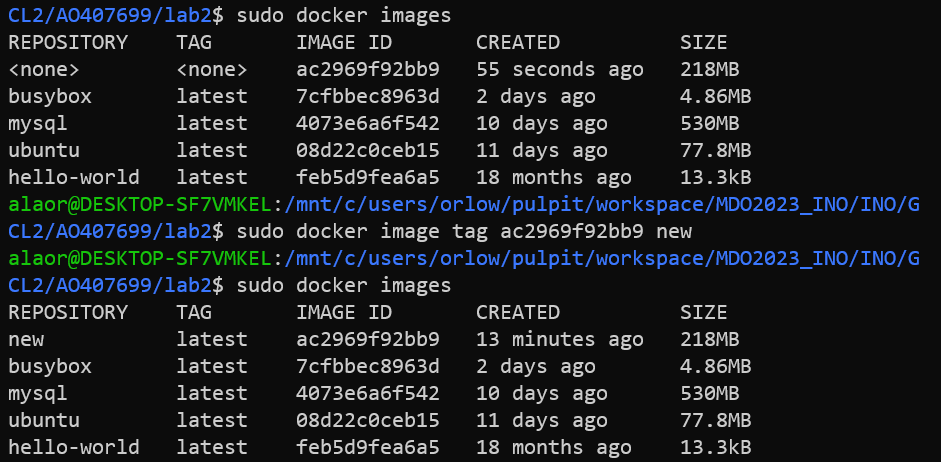 CL2/AO407699/lab2$ sudo docker images
REPOSITORY    TAG       IMAGE ID       CREATED          SIZE
<none>        <none>    ac2969f92bb9   55 seconds ago   218MB
busybox       latest    7cfbbec8963d   2 days ago       4.86MB
mysql         latest    4073e6a6f542   10 days ago      530MB
ubuntu        latest    08d22c0ceb15   11 days ago      77.8MB
hello-world   latest    feb5d9fea6a5   18 months ago    13.3kB
alaor@DESKTOP-SF7VMKEL:/mnt/c/users/orlow/pulpit/workspace/MDO2023_INO/INO/G
CL2/AO407699/lab2$ sudo docker image tag ac2969f92bb9 new
alaor@DESKTOP-SF7VMKEL:/mnt/c/users/orlow/pulpit/workspace/MDO2023_INO/INO/G
CL2/AO407699/lab2$ sudo docker images
REPOSITORY    TAG       IMAGE ID       CREATED          SIZE
new           latest    ac2969f92bb9   13 minutes ago   218MB
busybox       latest    7cfbbec8963d   2 days ago       4.86MB
mysql         latest    4073e6a6f542   10 days ago      530MB
ubuntu        latest    08d22c0ceb15   11 days ago      77.8MB
hello-world   latest    feb5d9fea6a5   18 months ago    13.3kB